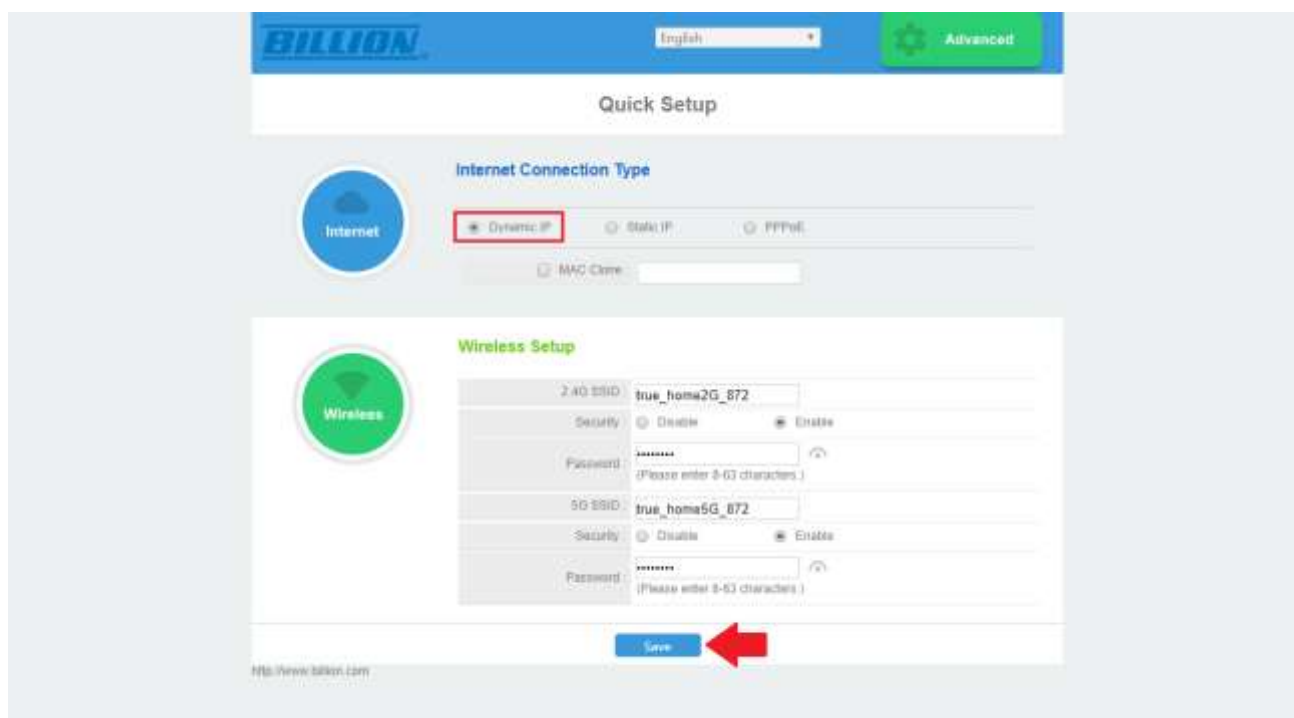 BILLION
English
Advanced
Quick Setup
Internet
Internet Connection Type
Dynamic IP Static IP PPPoE
MAC Clone
Wireless
Wireless Setup
2.4G SSID : true_home2G_872
Security : Disable Enable
Password : ••••••••
(Please enter 8-63 characters.)
5G SSID : true_home5G_872
Security : Disable Enable
Password : ••••••••
(Please enter 8-63 characters.)
Save
http://www.billion.com